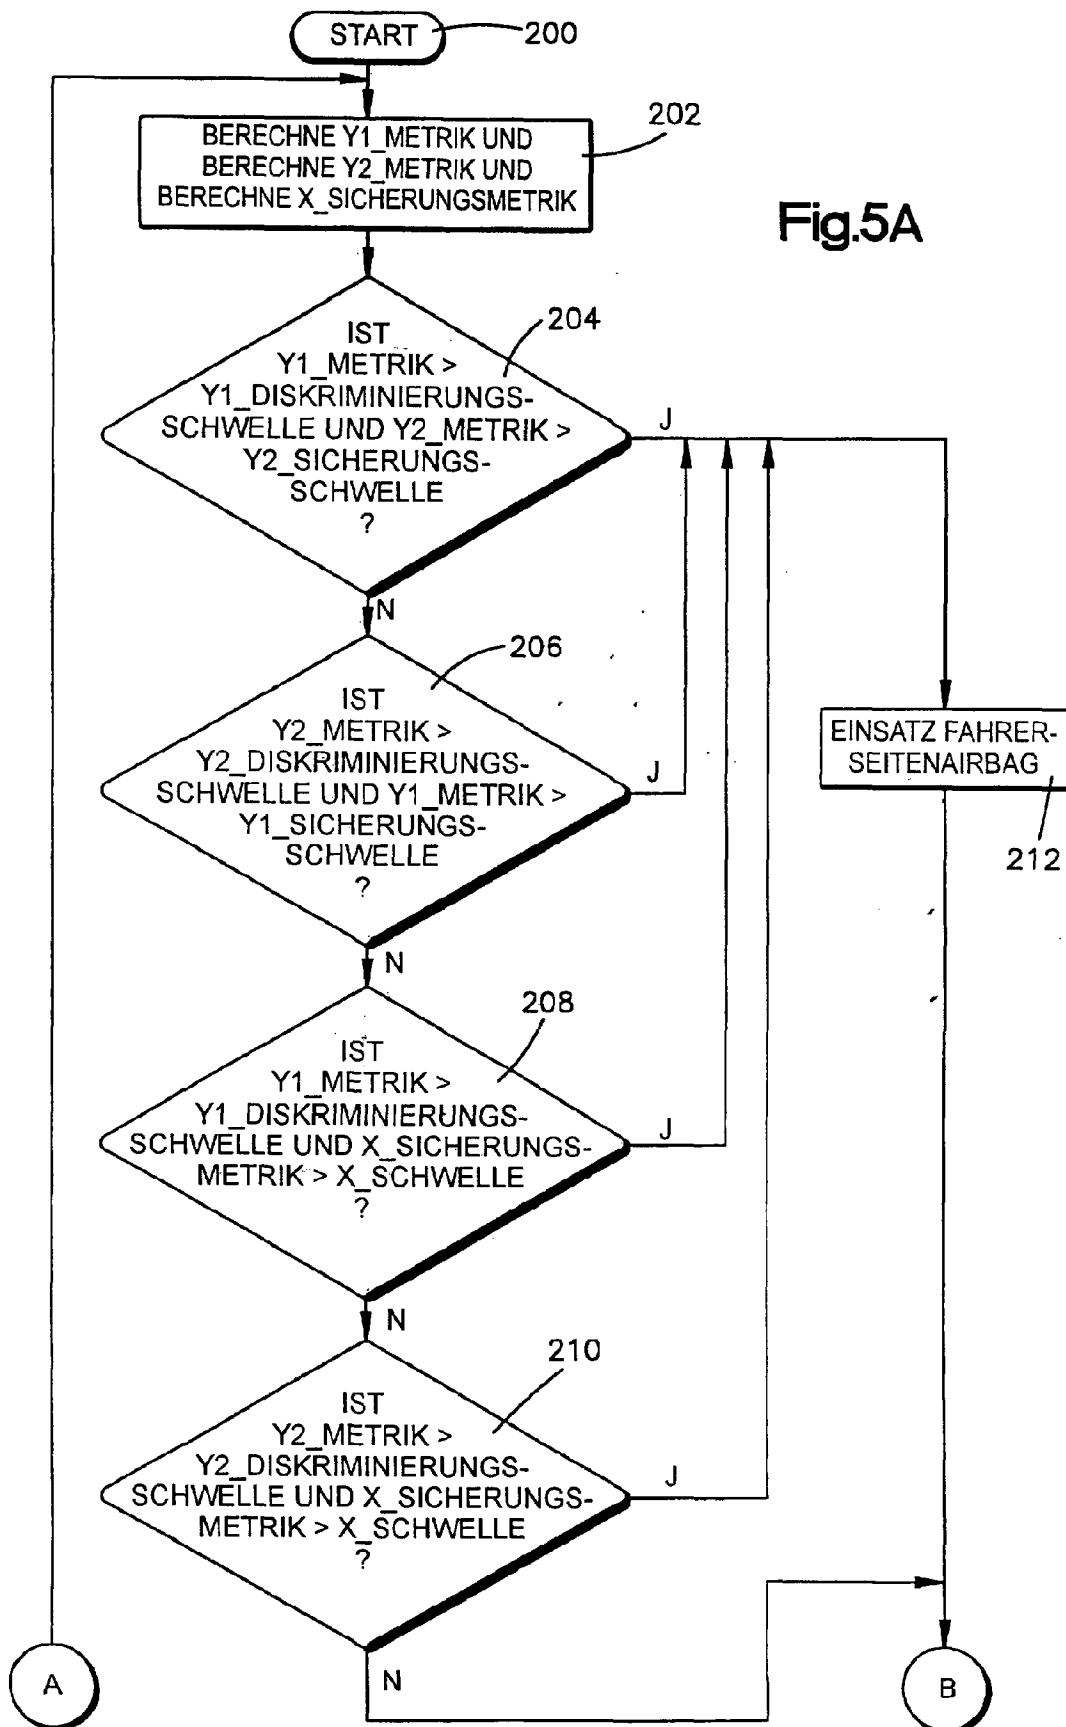 START
200
202
BERECHNE Y1_METRIK UND
BERECHNE Y2_METRIK UND
BERECHNE X_SICHERUNGSMETRIK
Fig.5A
204
IST
Y1_METRIK >
Y1_DISKRIMINIERUNGS-
SCHWELLE UND Y2_METRIK >
Y2_SICHERUNGS-
SCHWELLE
?
J
N
206
IST
Y2_METRIK >
Y2_DISKRIMINIERUNGS-
SCHWELLE UND Y1_METRIK >
Y1_SICHERUNGS-
SCHWELLE
?
J
N
EINSATZ FAHRER-
SEITENAIRBAG
212
208
IST
Y1_METRIK >
Y1_DISKRIMINIERUNGS-
SCHWELLE UND X_SICHERUNGS-
METRIK > X_SCHWELLE
?
J
N
210
IST
Y2_METRIK >
Y2_DISKRIMINIERUNGS-
SCHWELLE UND X_SICHERUNGS-
METRIK > X_SCHWELLE
?
J
N
A
B